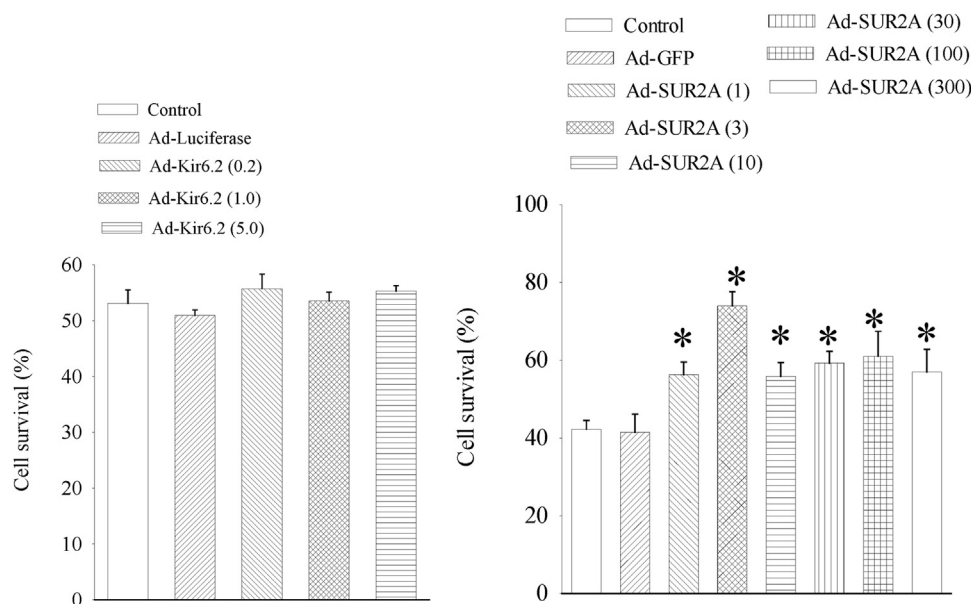 Control
Ad-Luciferase
Ad-Kir6.2 (0.2)
Ad-Kir6.2 (1.0)
Ad-Kir6.2 (5.0)
60
50
40
30
20
10
0
Cell survival (%)
Control
Ad-GFP
Ad-SUR2A (1)
Ad-SUR2A (3)
Ad-SUR2A (10)
Ad-SUR2A (30)
Ad-SUR2A (100)
Ad-SUR2A (300)
100
80
60
40
20
0
Cell survival (%)
* * * * * *